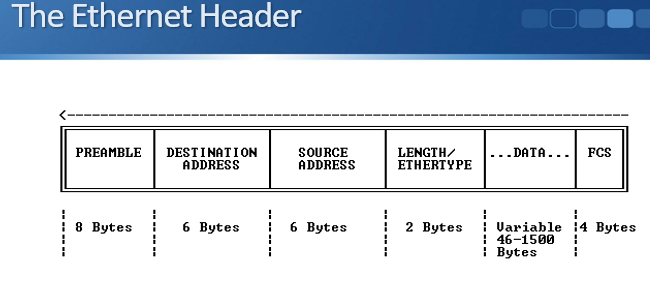 The Ethernet Header
PREAMBLE DESTINATION ADDRESS SOURCE ADDRESS LENGTH/ETHERTYPE ...DATA... FCS
8 Bytes 6 Bytes 6 Bytes 2 Bytes Variable 46-1500 Bytes 4 Bytes